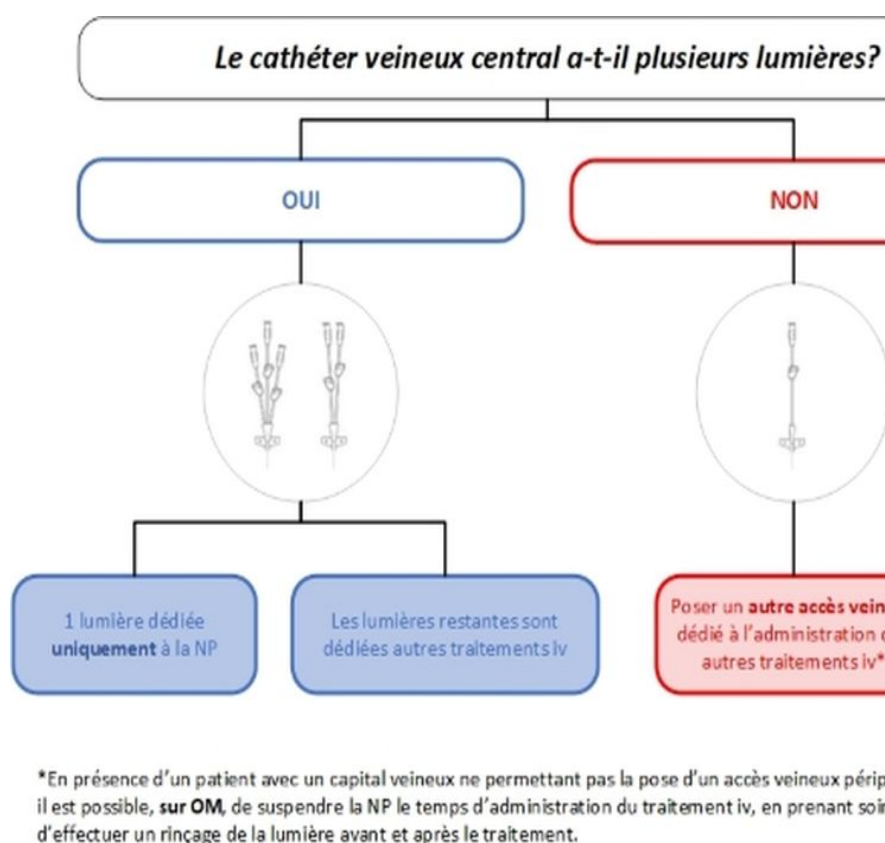 Le cathéter veineux central a-t-il plusieurs lumières?
OUI
NON
1 lumière dédiée
uniquement à la NP
Les lumières restantes sont
dédiées autres traitements iv
Poser un autre accès
dédié à l'administration
autres traitements iv*
*En présence d'un patient avec un capital veineux ne permettant pas la pose d'un accès veineux
il est possible, sur OM, de suspendre la NP le temps d'administration du traitement iv, en prenant
d'effectuer un rinçage de la lumière avant et après le traitement.